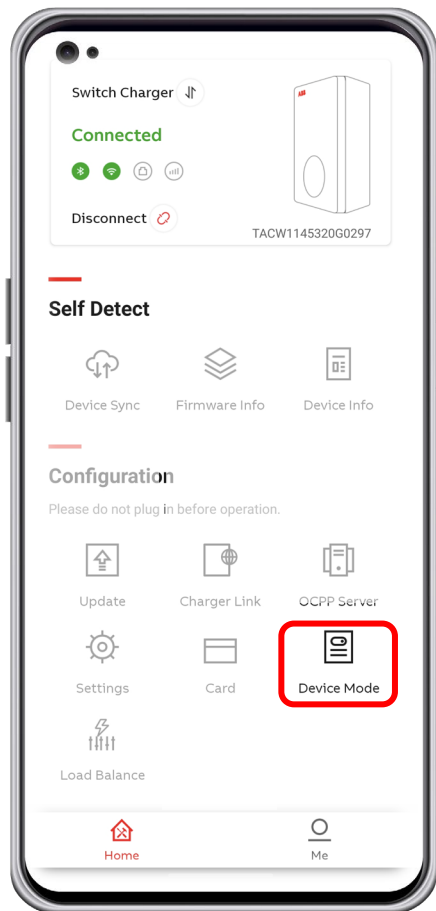 Switch Charger
ABB
Connected
Disconnect
TACW1145320G0297
Self Detect
Device Sync Firmware Info Device Info
Configuration
Please do not plug in before operation.
Update Charger Link OCPP Server
Settings Card Device Mode
Load Balance
Home Me